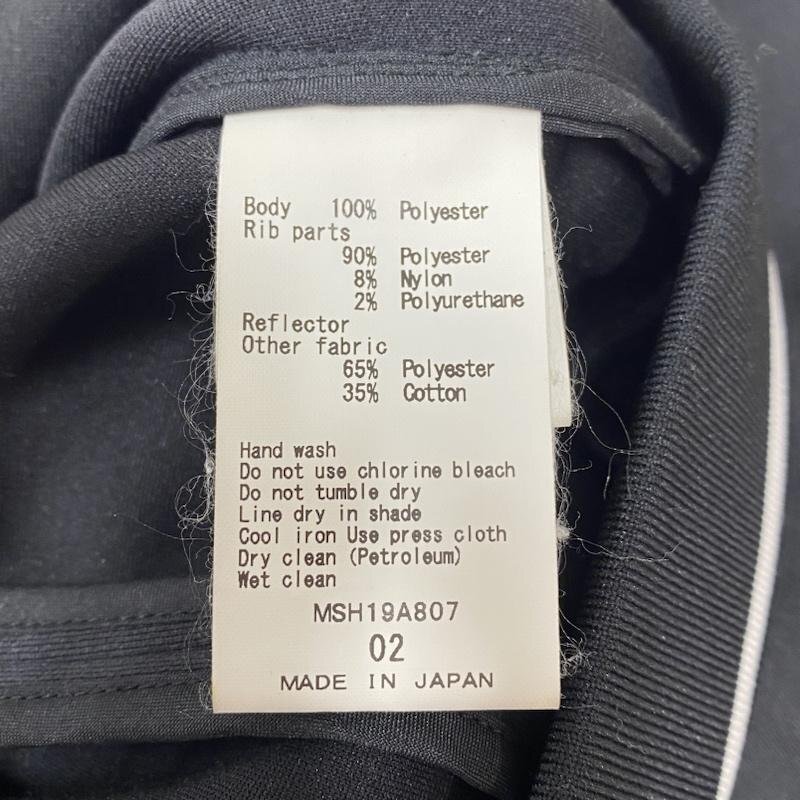 Body 100% Polyester
Rib parts
90% Polyester
8% Nylon
2% Polyurethane
Reflector
Other fabric
65% Polyester
35% Cotton
Hand wash
Do not use chlorine bleach
Do not tumble dry
Line dry in shade
Cool iron Use press cloth
Dry clean (Petroleum)
Wet clean
MSH19A807
02
MADE IN JAPAN